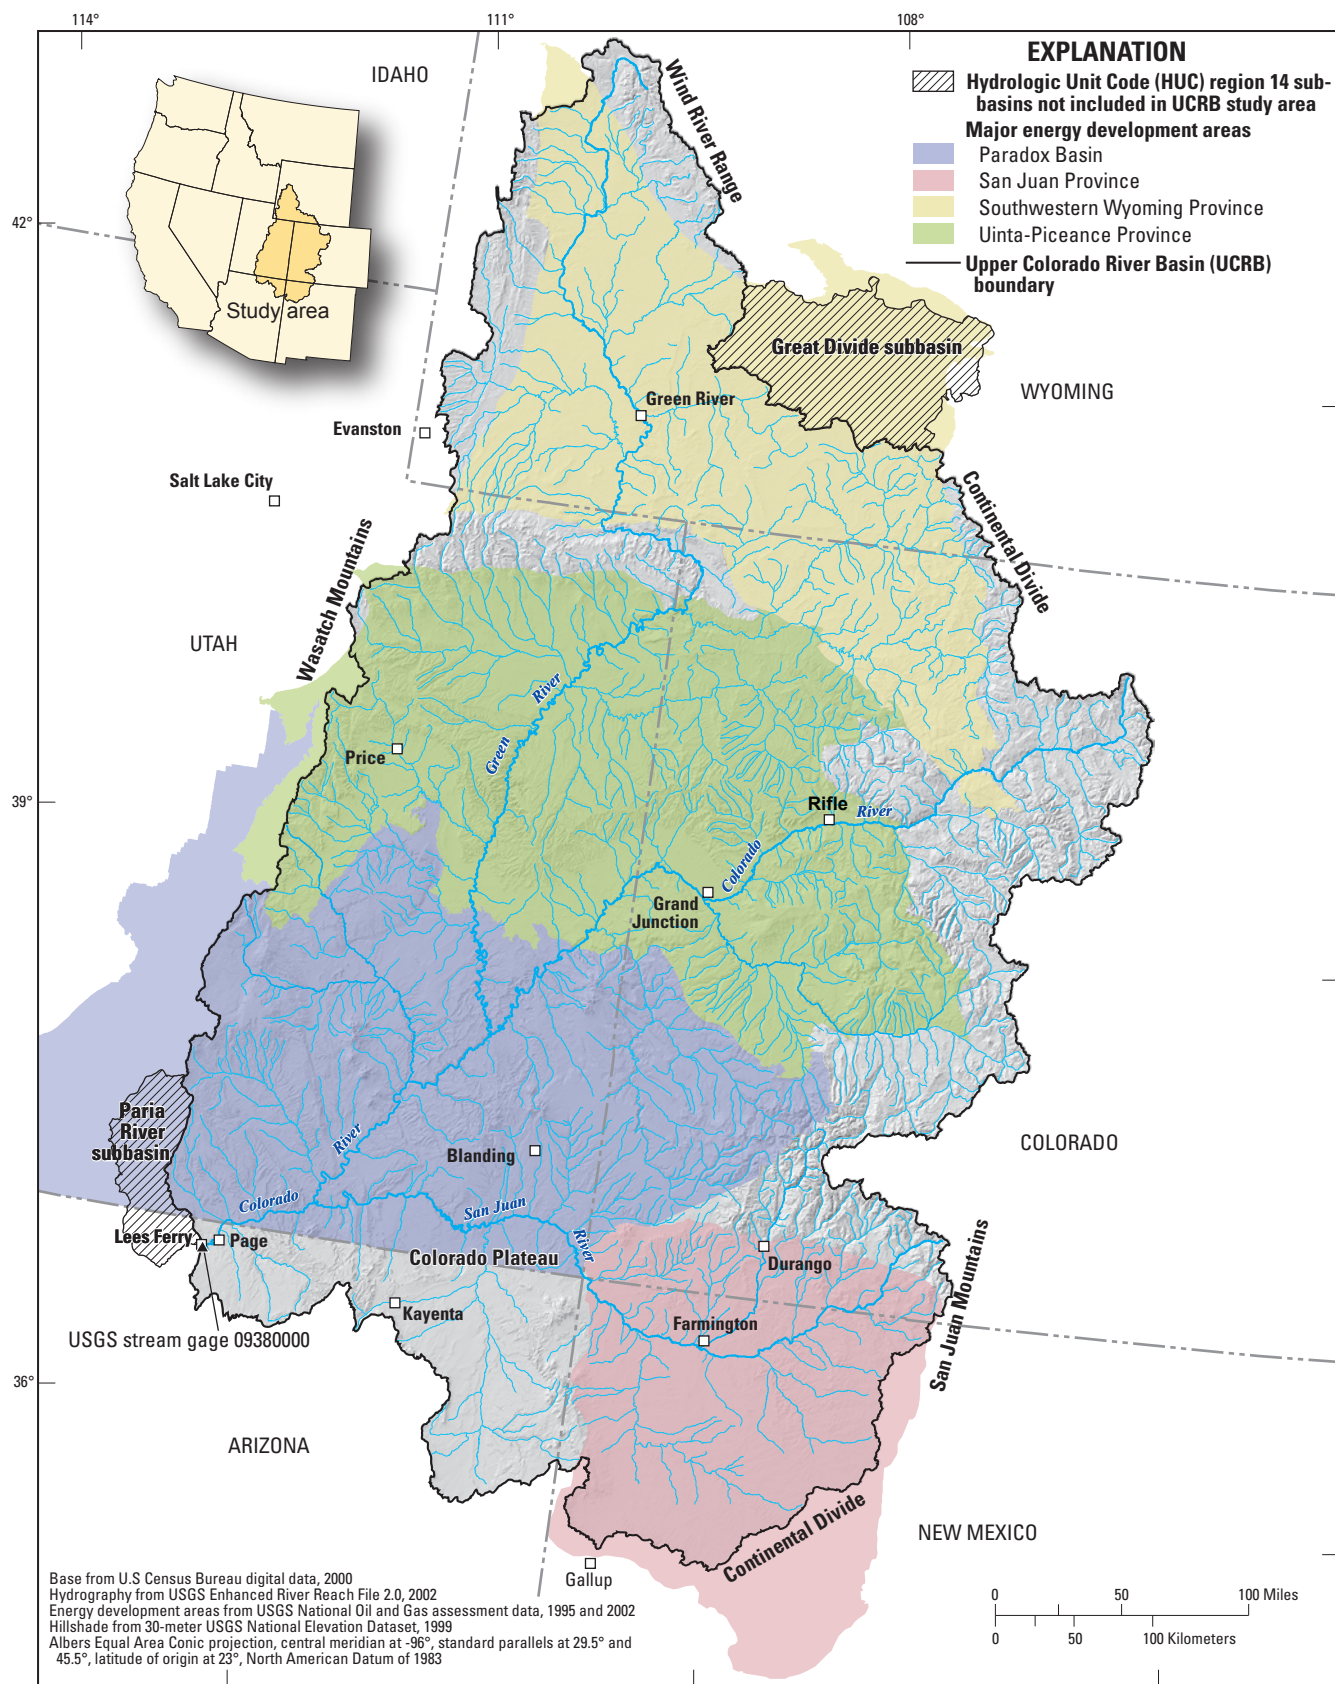 114°
111°
108°
EXPLANATION
Hydrologic Unit Code (HUC) region 14 sub-
basins not included in UCRB study area
Major energy development areas
Paradox Basin
San Juan Province
Southwestern Wyoming Province
Uinta-Piceance Province
Upper Colorado River Basin (UCRB)
boundary
IDAHO
Wind River Range
42°
Study area
Great Divide subbasin
WYOMING
Green River
Evanston
Salt Lake City
Continental Divide
Wasatch Mountains
UTAH
River
Green
Price
39°
Rifle
River
Colorado
Grand
Junction
Paria
River
subbasin
River
Blanding
COLORADO
Colorado
San Juan
River
Lees Ferry
Page
Colorado Plateau
Durango
San Juan Mountains
Kayenta
Farmington
USGS stream gage 09380000
36°
ARIZONA
Continental Divide
NEW MEXICO
Gallup
Base from U.S Census Bureau digital data, 2000
Hydrography from USGS Enhanced River Reach File 2.0, 2002
Energy development areas from USGS National Oil and Gas assessment data, 1995 and 2002
Hillshade from 30-meter USGS National Elevation Dataset, 1999
Albers Equal Area Conic projection, central meridian at -96°, standard parallels at 29.5° and
45.5°, latitude of origin at 23°, North American Datum of 1983
0 50 100 Miles
0 50 100 Kilometers